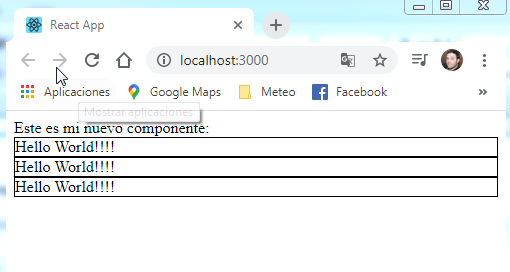 React App
localhost:3000
Aplicaciones Google Maps Meteo Facebook
Mostrar aplicaciones
Este es mi nuevo componente:
Hello World!!!!
Hello World!!!!
Hello World!!!!